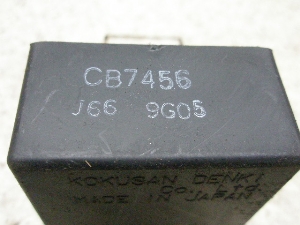 CB7456
J66 9G05
KOKUSAN DENKI
Co. LTD.
MADE IN JAPAN